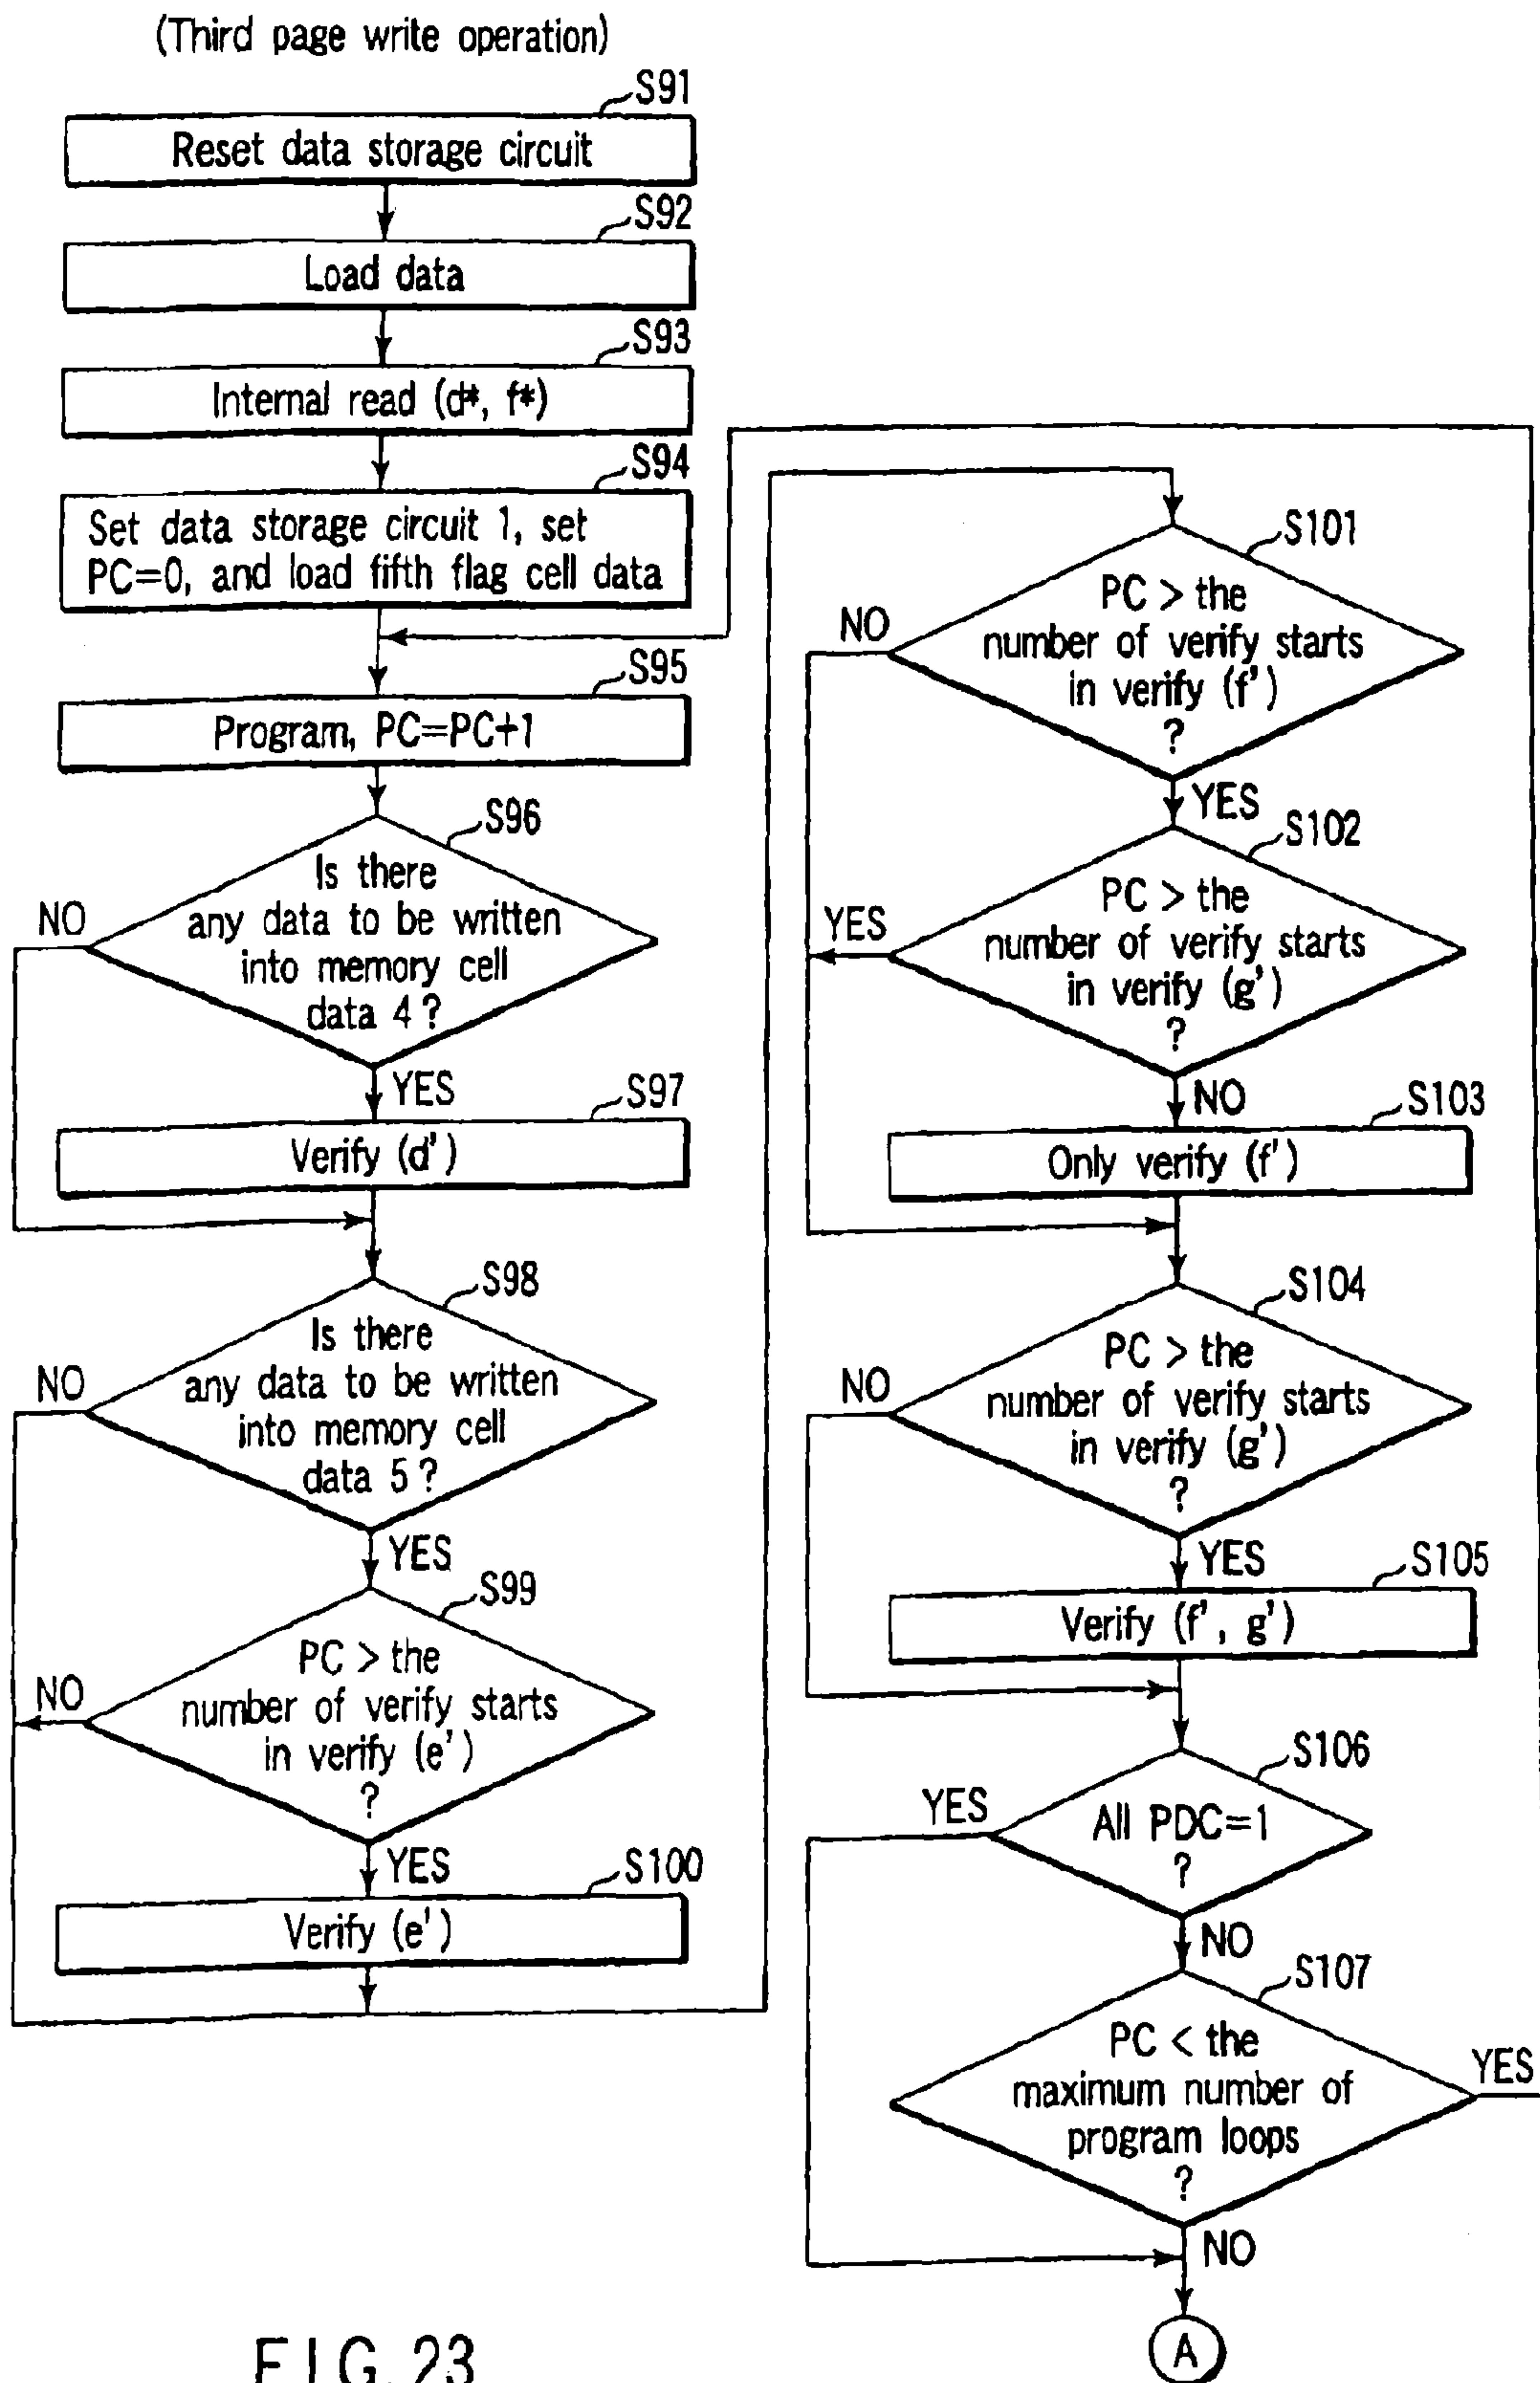 (Third page write operation)
S91
Reset data storage circuit
S92
Load data
S93
Internal read (d*, f*)
S94
Set data storage circuit 1, set
PC=0, and load fifth flag cell data
S95
Program, PC=PC+1
S96
Is there
any data to be written
into memory cell
data 4?
NO
YES
S97
Verify (d')
S98
Is there
any data to be written
into memory cell
data 5?
NO
YES
S99
PC > the
number of verify starts
in verify (e')
?
NO
YES
S100
Verify (e')
S101
PC > the
number of verify starts
in verify (f')
?
NO
YES
S102
PC > the
number of verify starts
in verify (g')
?
YES
NO
S103
Only verify (f')
S104
PC > the
number of verify starts
in verify (g')
?
NO
YES
S105
Verify (f', g')
S106
All PDC=1
?
YES
NO
S107
PC < the
maximum number of
program loops
?
YES
NO
A
FIG. 23